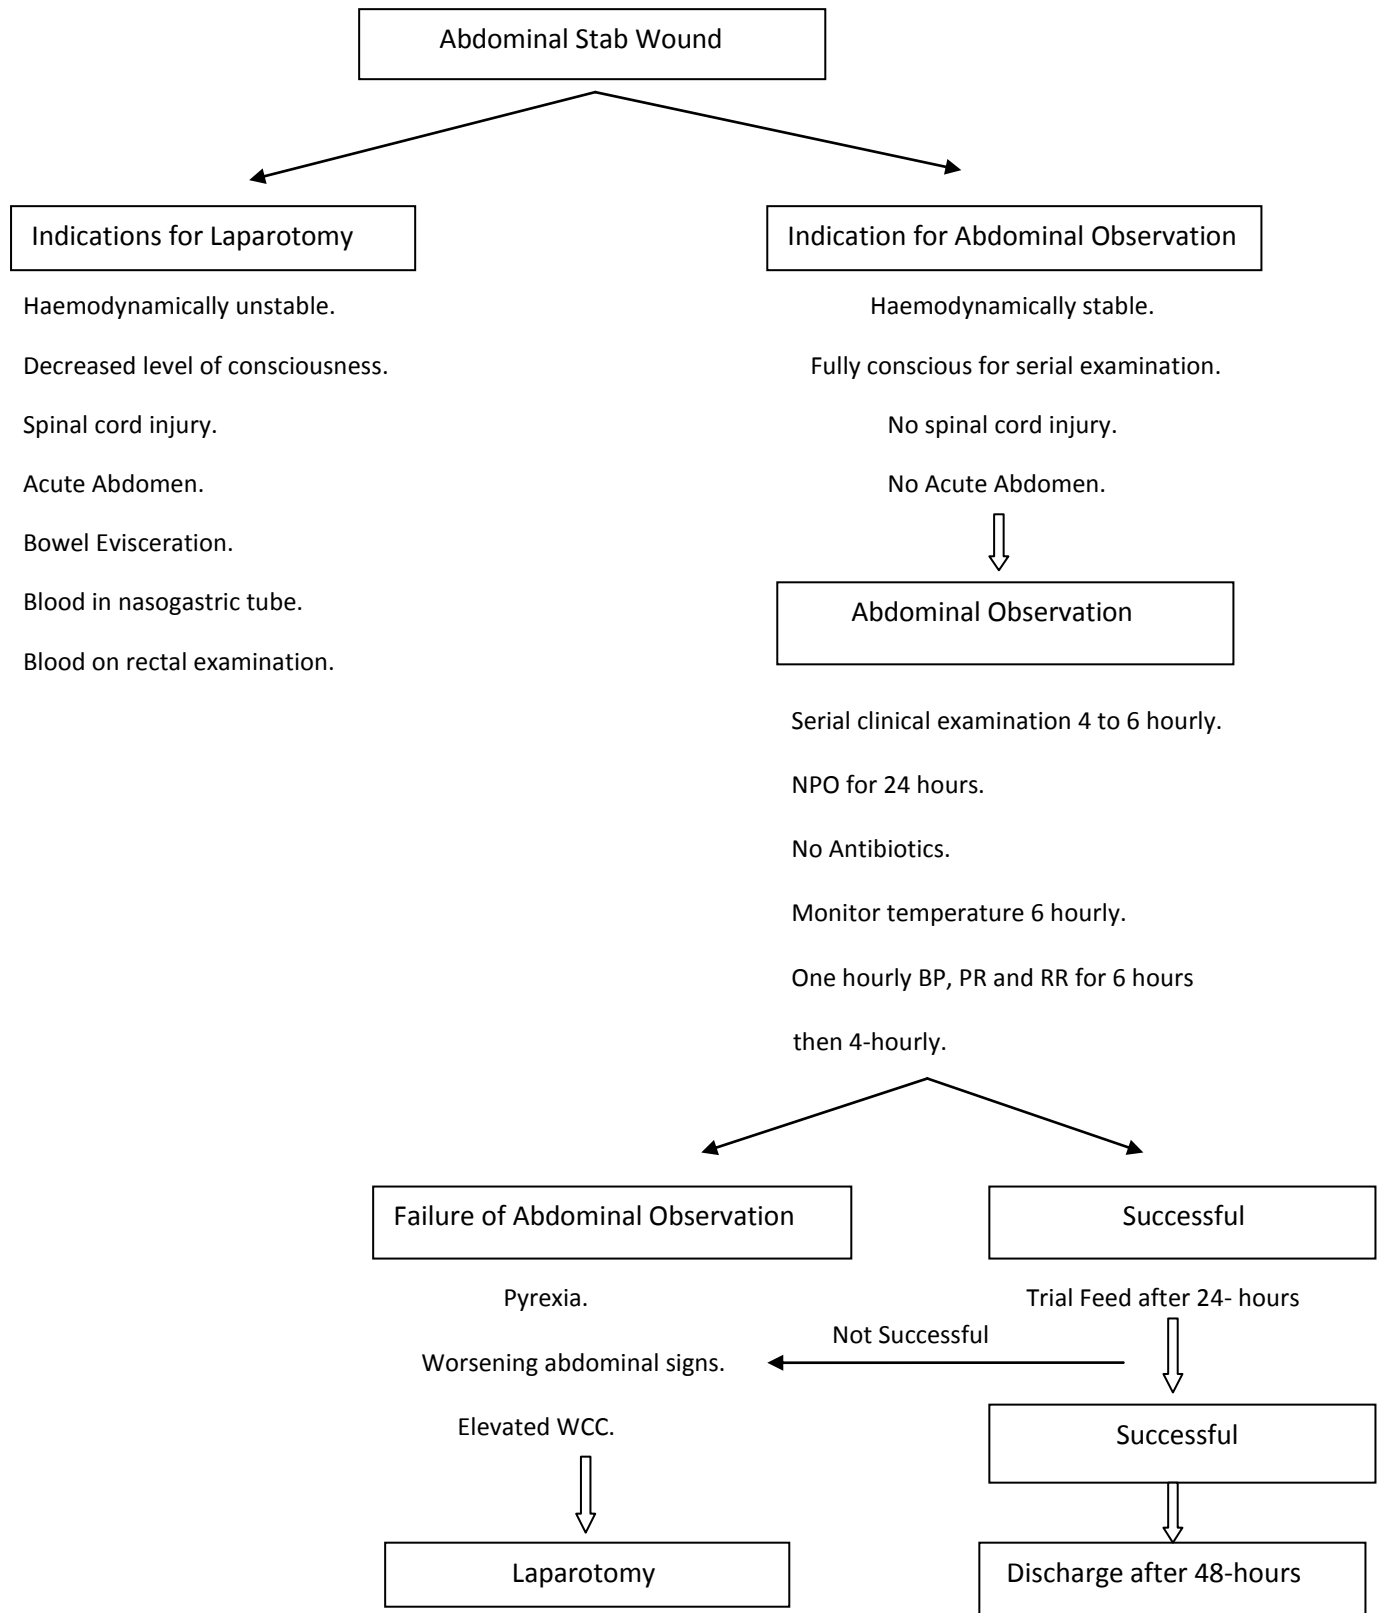 Abdominal Stab Wound
Indications for Laparotomy
Haemodynamically unstable.
Decreased level of consciousness.
Spinal cord injury.
Acute Abdomen.
Bowel Evisceration.
Blood in nasogastric tube.
Blood on rectal examination.
Indication for Abdominal Observation
Haemodynamically stable.
Fully conscious for serial examination.
No spinal cord injury.
No Acute Abdomen.
Abdominal Observation
Serial clinical examination 4 to 6 hourly.
NPO for 24 hours.
No Antibiotics.
Monitor temperature 6 hourly.
One hourly BP, PR and RR for 6 hours
then 4-hourly.
Failure of Abdominal Observation
Pyrexia.
Worsening abdominal signs.
Elevated WCC.
Laparotomy
Successful
Trial Feed after 24- hours
Not Successful
Successful
Discharge after 48-hours